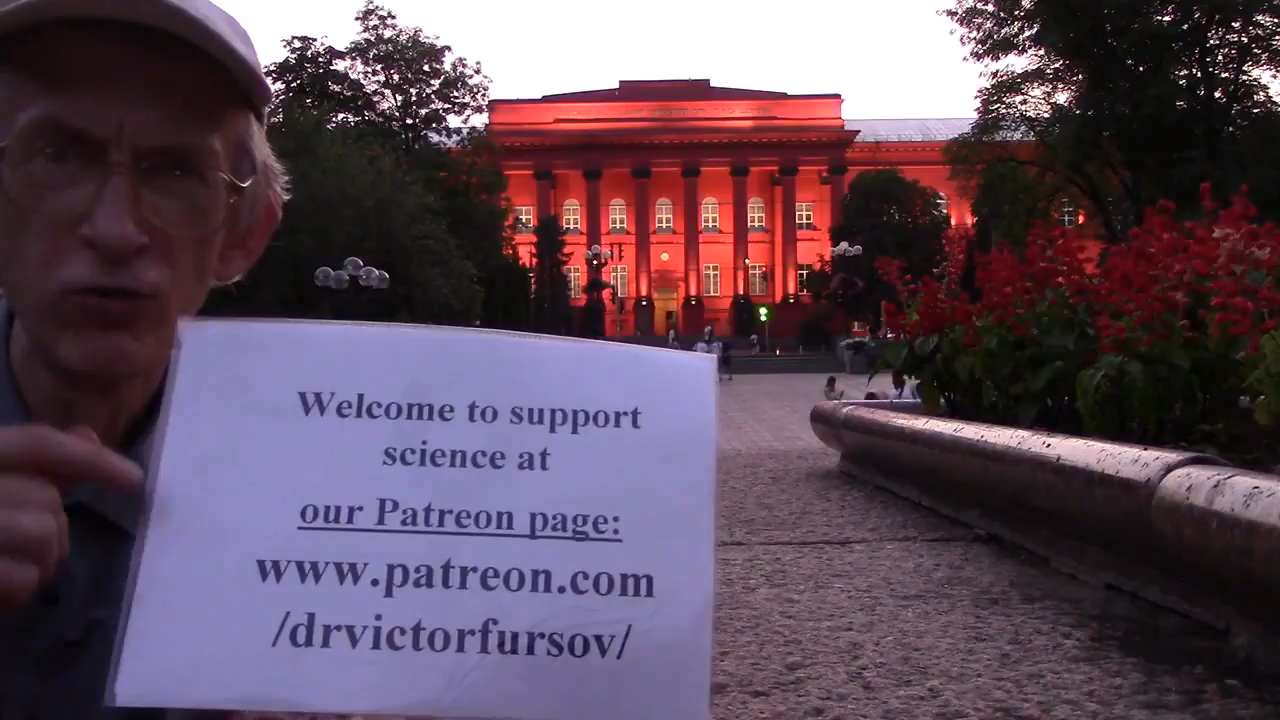 Welcome to support
science at
our Patreon page:
www.patreon.com
/drvictorfursov/